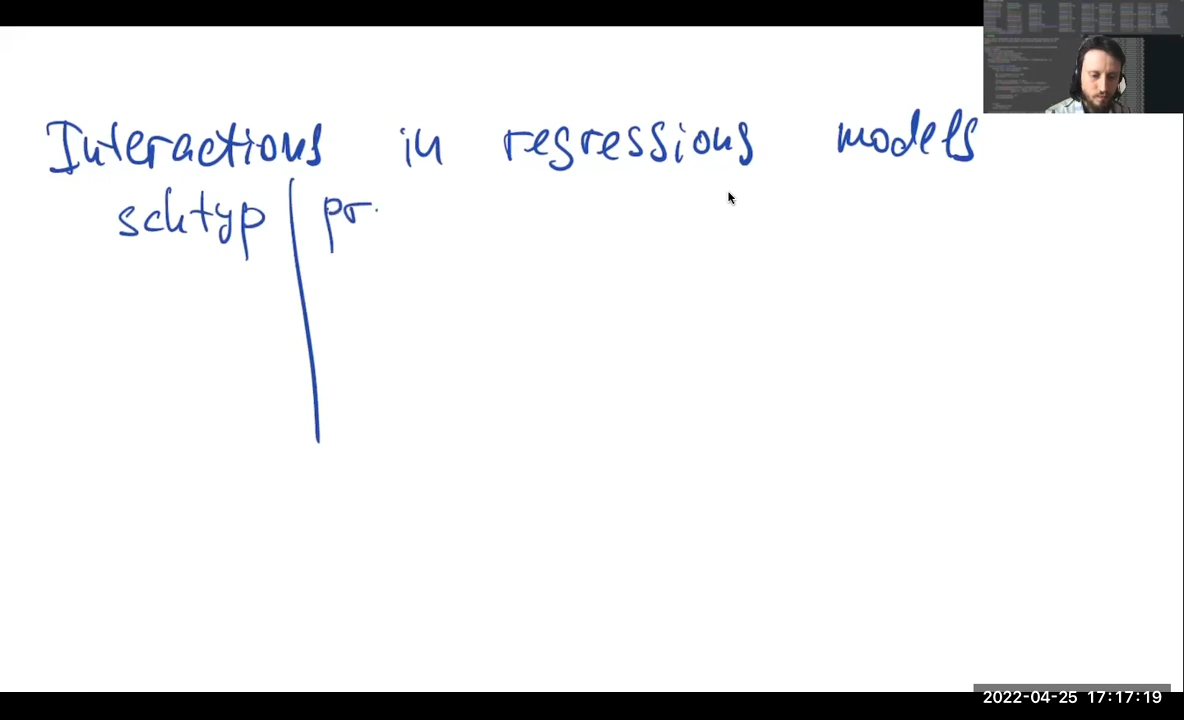 Interactions in regressions models
schtyp | pr.
2022-04-25 17:17:19